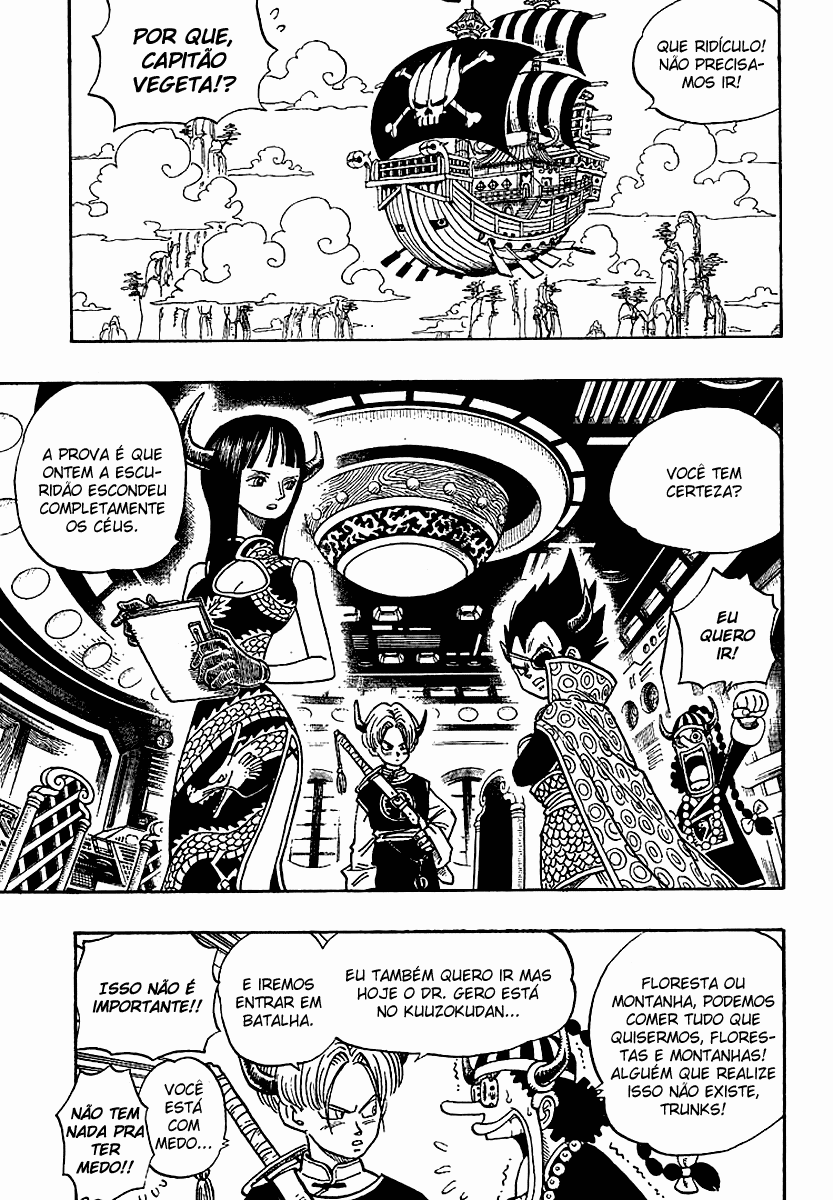 QUE RIDÍCULO!
NÃO PRECISA-
MOS IR!
POR QUE,
CAPITÃO
VEGETA!?
VOCÊ TEM
CERTEZA?
EU
QUERO
IR!
A PROVA É QUE
ONTEM A ESCU-
RIDÃO ESCONDEU
COMPLETAMENTE
OS CÉUS.
FLORESTA OU
MONTANHA, PODEMOS
COMER TUDO QUE
QUISERMOS, FLORES-
TAS E MONTANHAS!
ALGUÉM QUE REALIZE
ISSO NÃO EXISTE,
TRUNKS!
EU TAMBÉM QUERO IR MAS
HOJE O DR. GERO ESTÁ
NO KUUZOKUDAN...
E IREMOS
ENTRAR EM
BATALHA.
ISSO NÃO É
IMPORTANTE!!
VOCÊ
ESTÁ
COM
MEDO...
NÃO TEM
NADA PRA
TER
MEDO!!